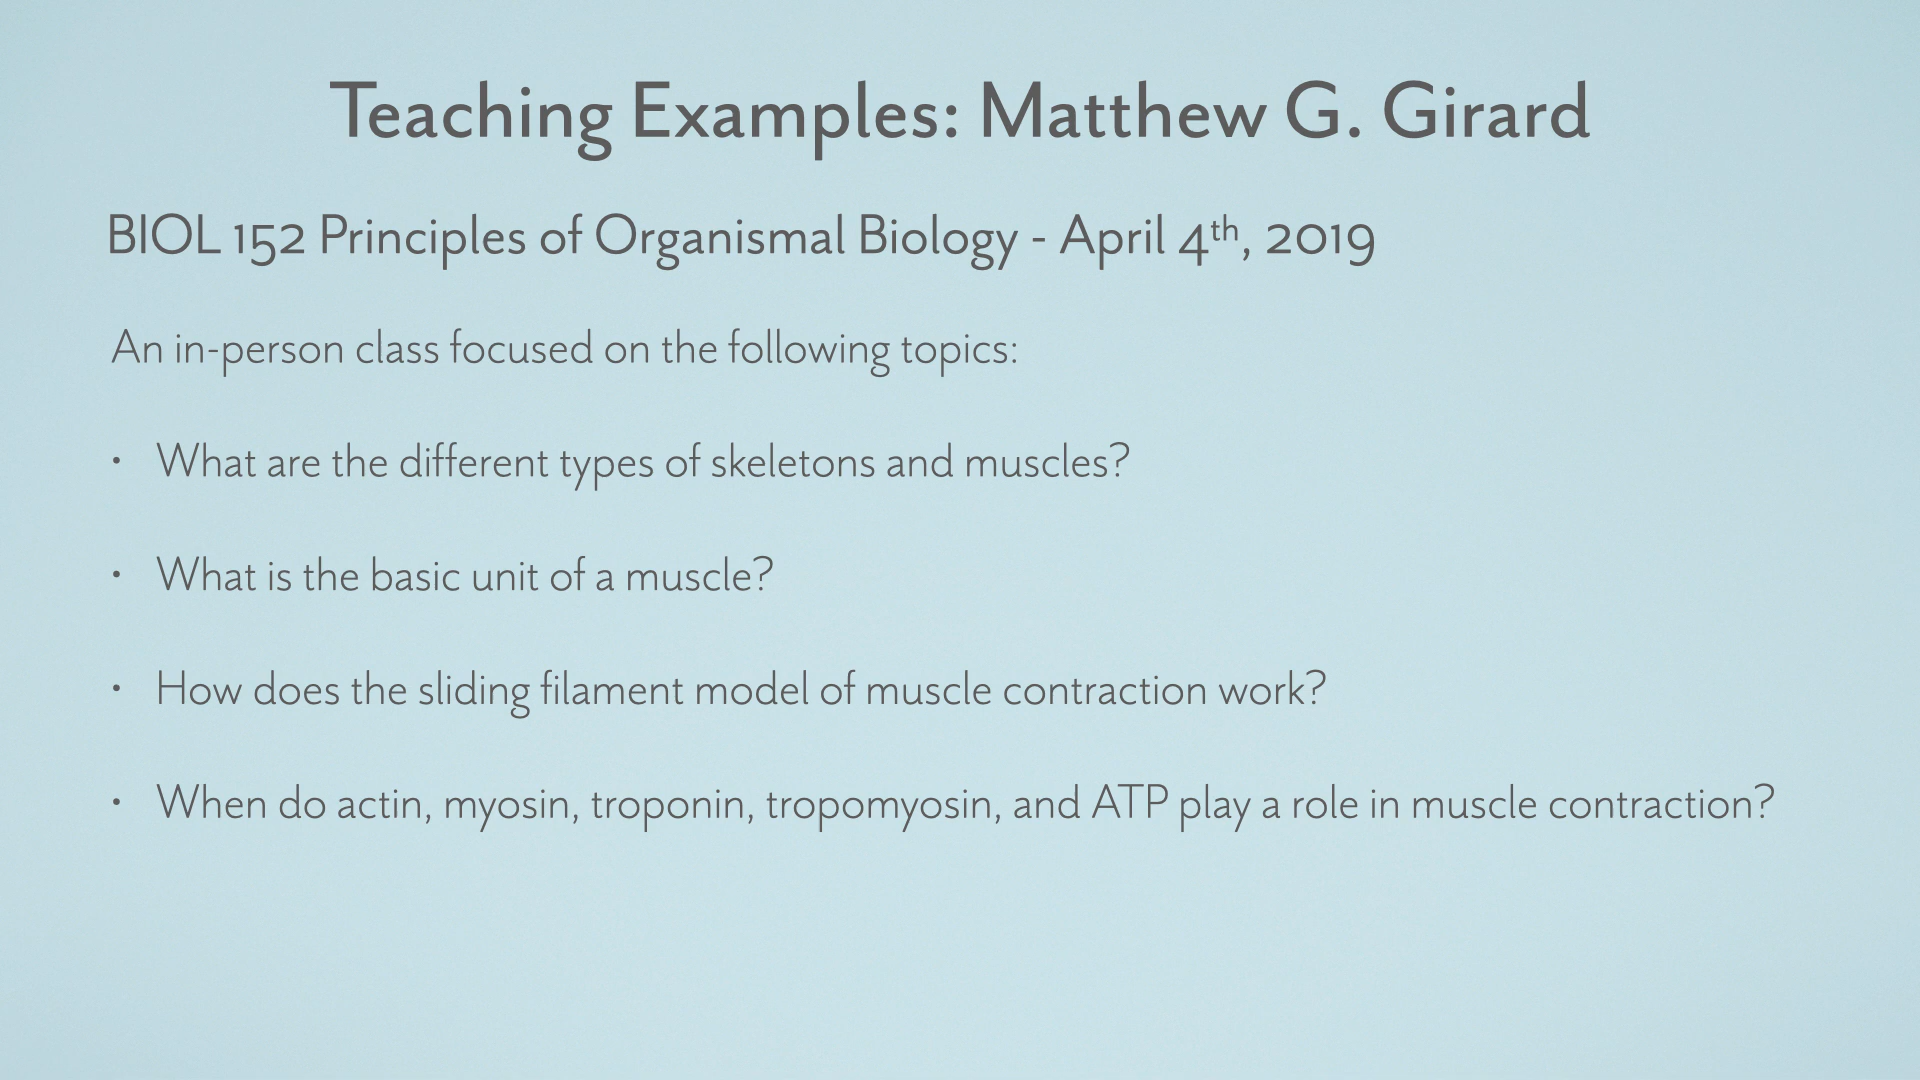 Teaching Examples: Matthew G. Girard
BIOL 152 Principles of Organismal Biology - April 4th, 2019
An in-person class focused on the following topics:
• What are the different types of skeletons and muscles?
• What is the basic unit of a muscle?
• How does the sliding filament model of muscle contraction work?
• When do actin, myosin, troponin, tropomyosin, and ATP play a role in muscle contraction?